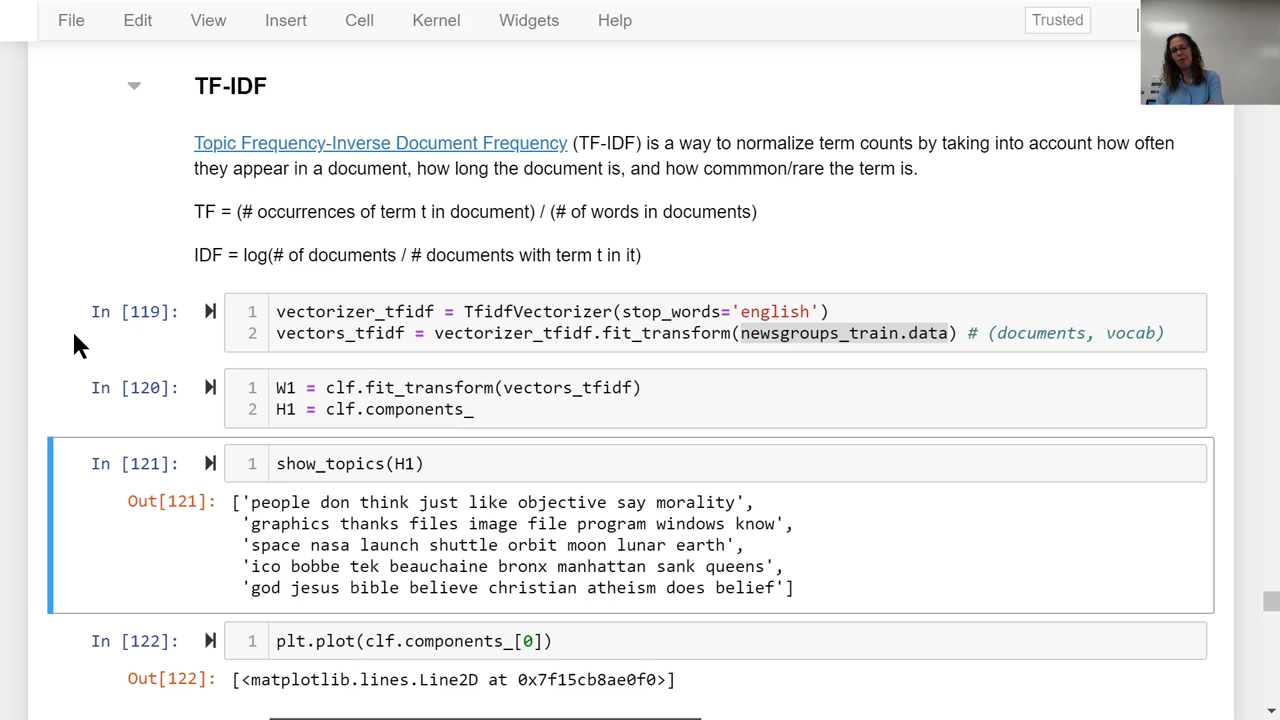 File Edit View Insert Cell Kernel Widgets Help Trusted
TF-IDF
Topic Frequency-Inverse Document Frequency (TF-IDF) is a way to normalize term counts by taking into account how often
they appear in a document, how long the document is, and how commmon/rare the term is.
TF = (# occurrences of term t in document) / (# of words in documents)
IDF = log(# of documents / # documents with term t in it)
In [119]: 1 vectorizer_tfidf = TfidfVectorizer(stop_words='english')
2 vectors_tfidf = vectorizer_tfidf.fit_transform(newsgroups_train.data) # (documents, vocab)
In [120]: 1 W1 = clf.fit_transform(vectors_tfidf)
2 H1 = clf.components_
In [121]: 1 show_topics(H1)
Out[121]: ['people don think just like objective say morality',
'graphics thanks files image file program windows know',
'space nasa launch shuttle orbit moon lunar earth',
'ico bobbe tek beauchaine bronx manhattan sank queens',
'god jesus bible believe christian atheism does belief']
In [122]: 1 plt.plot(clf.components_[0])
Out[122]: [<matplotlib.lines.Line2D at 0x7f15cb8ae0f0>]